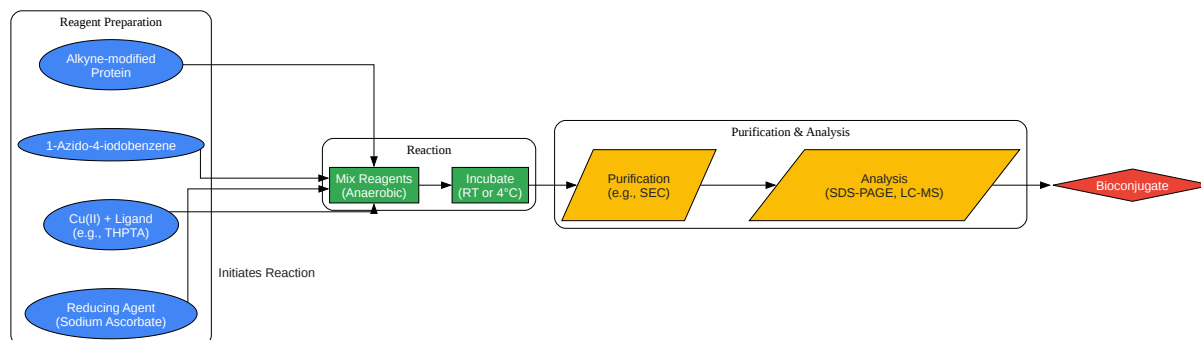 Reagent Preparation
Alkyne-modified
Protein
1-Azido-4-iodobenzene
Cu(II) + Ligand
(e.g., THPTA)
Reducing Agent
(Sodium Ascorbate)
Initiates Reaction
Reaction
Mix Reagents
(Anaerobic)
Incubate
(RT or 4°C)
Purification & Analysis
Purification
(e.g., SEC)
Analysis
(SDS-PAGE, LC-MS)
Bioconjugate